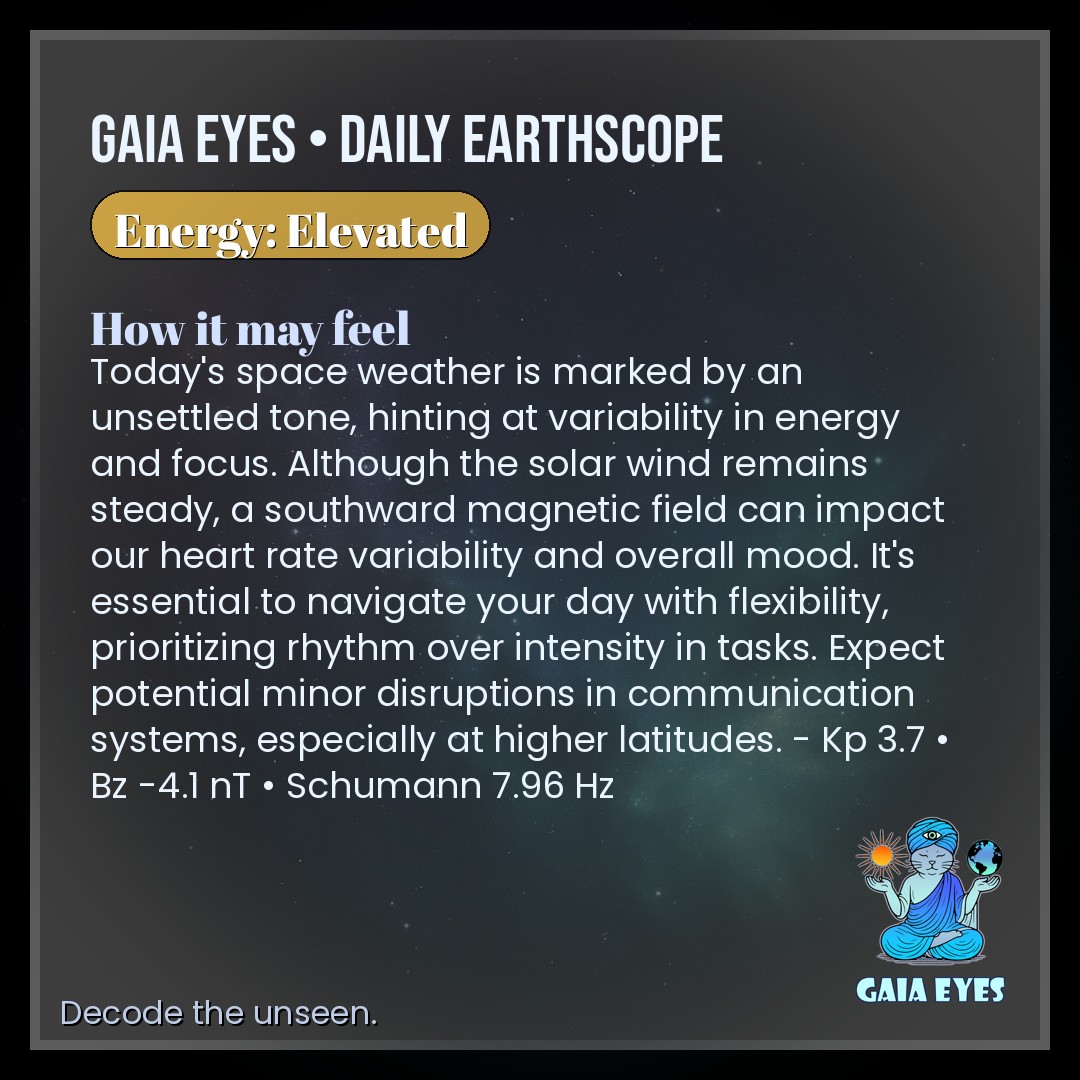 GAIA EYES • DAILY EARTHSCOPE
Energy: Elevated
How it may feel
Today's space weather is marked by an
unsettled tone, hinting at variability in energy
and focus. Although the solar wind remains
steady, a southward magnetic field can impact
our heart rate variability and overall mood. It's
essential to navigate your day with flexibility,
prioritizing rhythm over intensity in tasks. Expect
potential minor disruptions in communication
systems, especially at higher latitudes. - Kp 3.7 •
Bz −4.1 nT • Schumann 7.96 Hz
GAIA EYES
Decode the unseen.